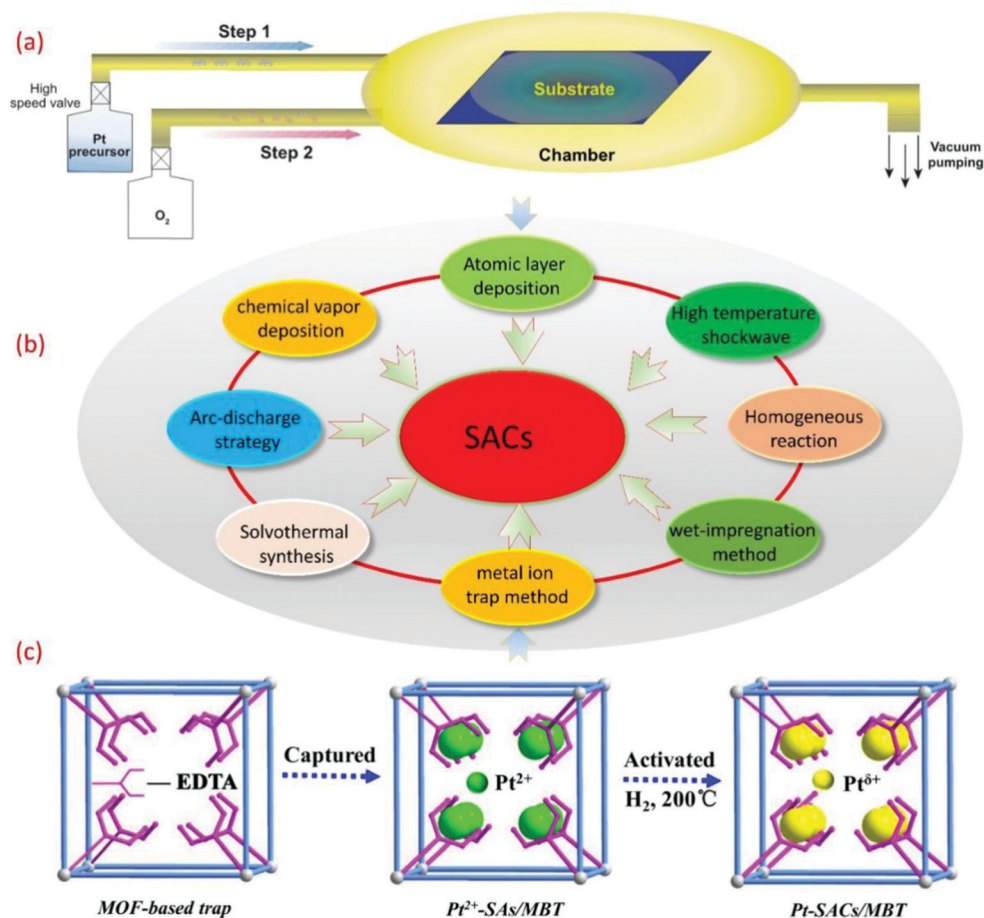 (a)
Step 1
High
speed valve
Pt
precursor
Step 2
O₂
Substrate
Chamber
Vacuum
pumping
(b)
Atomic layer
deposition
chemical vapor
deposition
High temperature
shockwave
Arc-discharge
strategy
SACs
Homogeneous
reaction
Solvothermal
synthesis
wet-impregnation
method
metal ion
trap method
(c)
EDTA
Captured
Pt²⁺
Activated
H₂, 200℃
Ptᵟ⁺
MOF-based trap
Pt²⁺-SAs/MBT
Pt-SACs/MBT